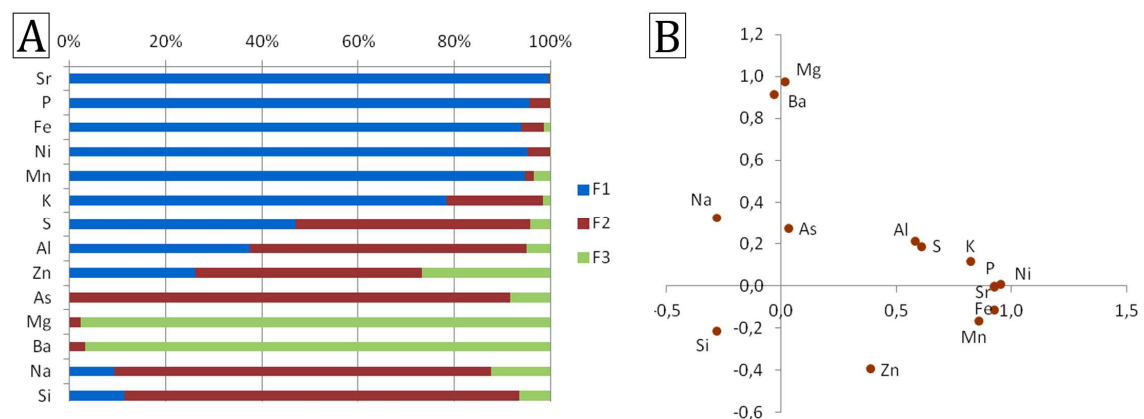 A
0% 20% 40% 60% 80% 100%
Sr
P
Fe
Ni
Mn
K
S
Al
Zn
As
Mg
Ba
Na
Si
F1
F2
F3
B
1,2
1,0
0,8
0,6
0,4
0,2
0,0
-0,2
-0,4
-0,6
-0,5 0,0 0,5 1,0 1,5
Mg
Ba
Na
As
Al
S
K
P
Ni
Sr
Fe
Mn
Si
Zn